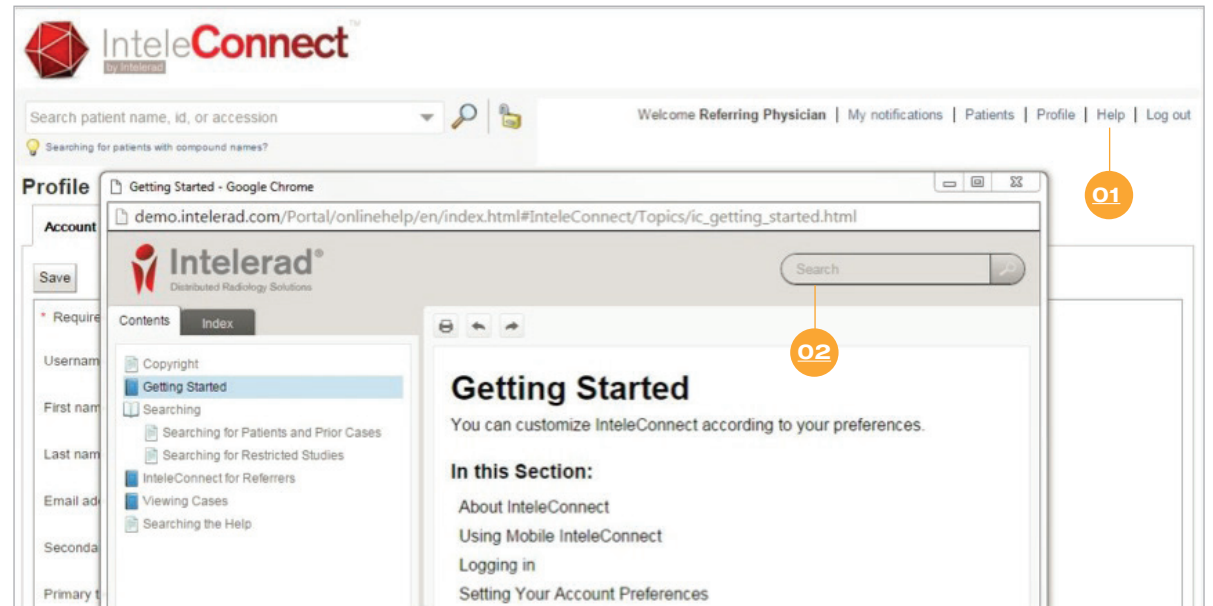 InteleConnect™
by Intelerad
Search patient name, id, or accession
Searching for patients with compound names?
Welcome Referring Physician | My notifications | Patients | Profile | Help | Log out
01
Profile
Account
Save
* Require
Usernam
First nam
Last nam
Email ad
Seconda
Primary t
Getting Started - Google Chrome
demo.intelerad.com/Portal/onlinehelp/en/index.html#InteleConnect/Topics/ic_getting_started.html
Intelerad®
Distributed Radiology Solutions
Search
02
Contents
Index
Copyright
Getting Started
Searching
Searching for Patients and Prior Cases
Searching for Restricted Studies
InteleConnect for Referrers
Viewing Cases
Searching the Help
Getting Started
You can customize InteleConnect according to your preferences.
In this Section:
About InteleConnect
Using Mobile InteleConnect
Logging in
Setting Your Account Preferences